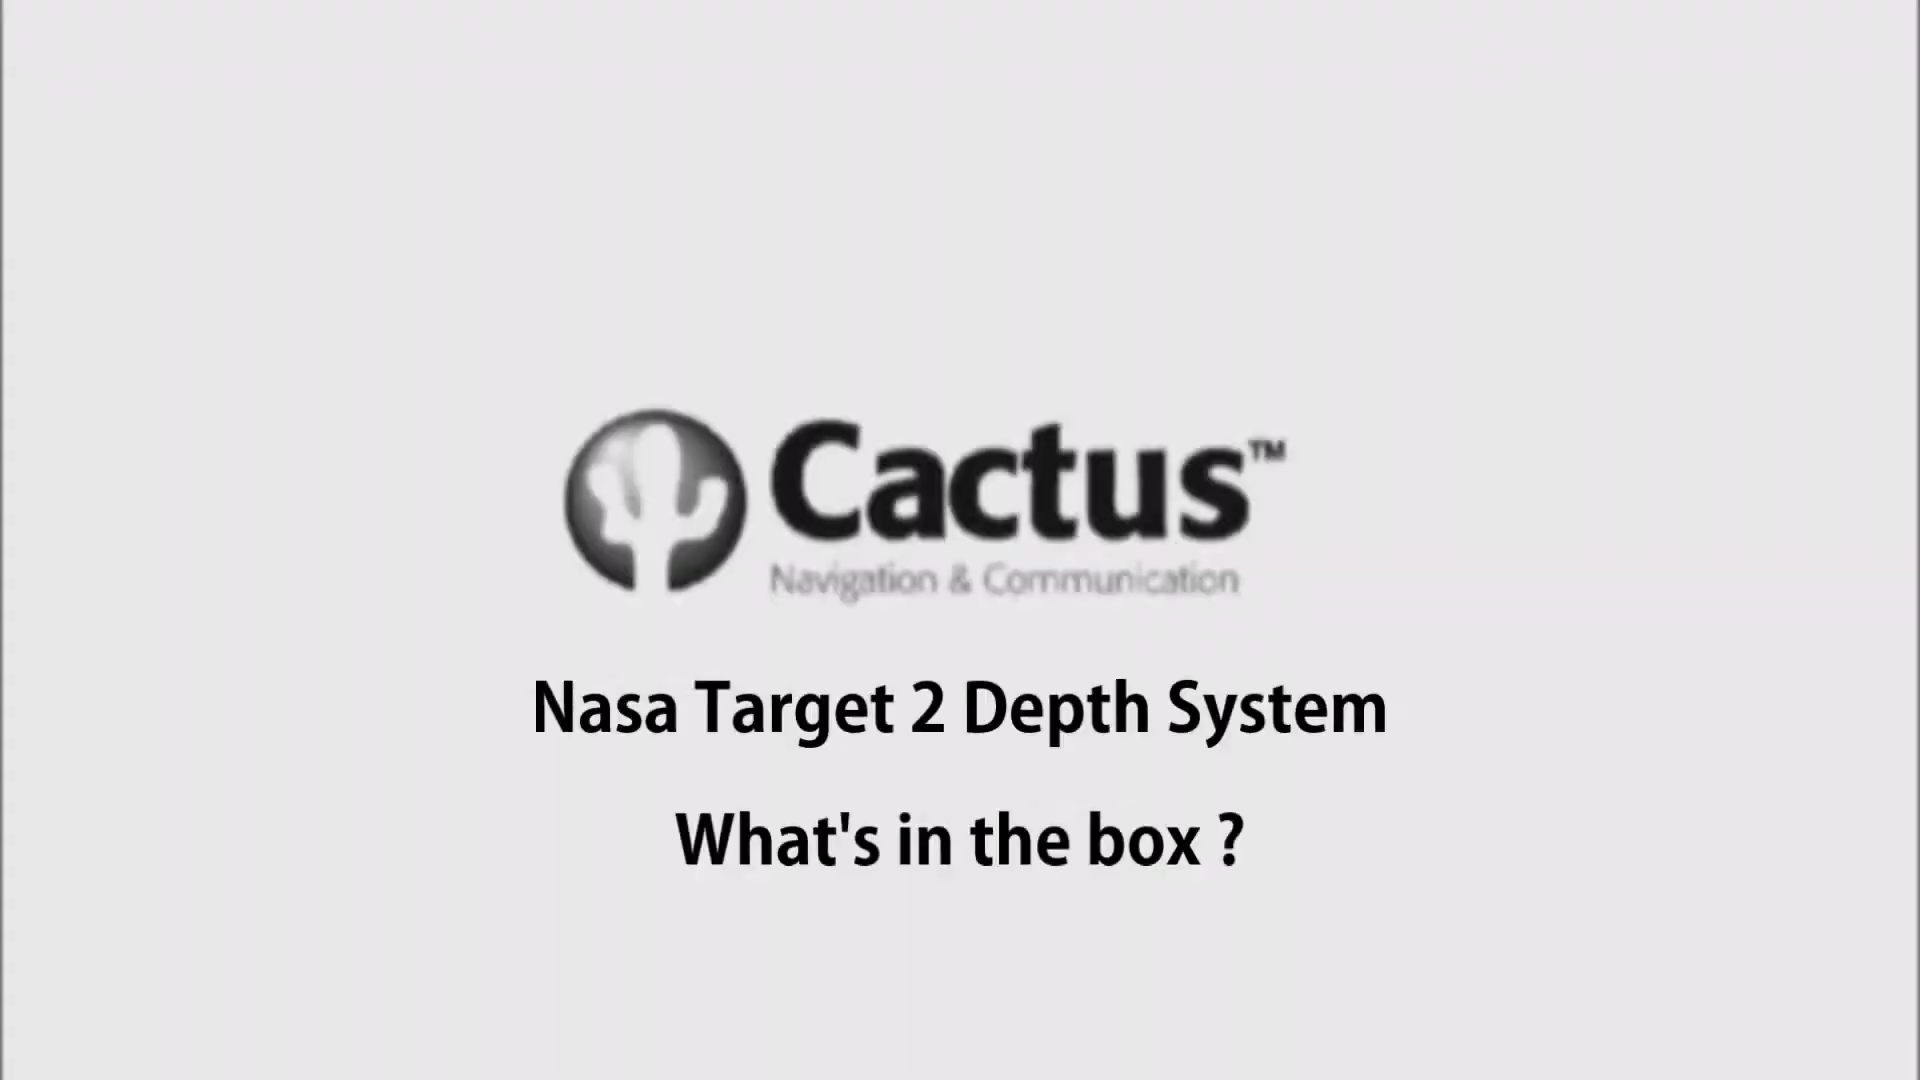 Cactus™
Navigation & Communication
Nasa Target 2 Depth System
What's in the box ?